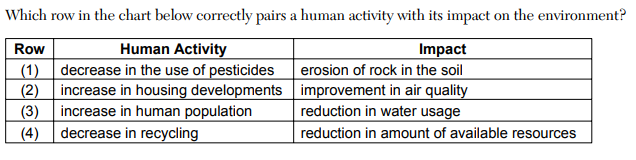 Which row in the chart below correctly pairs a human activity with its impact on the environment?
Row Human Activity Impact
(1) decrease in the use of pesticides erosion of rock in the soil
(2) increase in housing developments improvement in air quality
(3) increase in human population reduction in water usage
(4) decrease in recycling reduction in amount of available resources